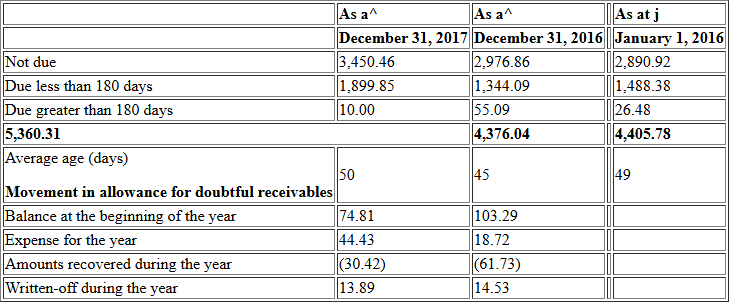 As a^ As a^ As at j
December 31, 2017 December 31, 2016 January 1, 2016
Not due 3,450.46 2,976.86 2,890.92
Due less than 180 days 1,899.85 1,344.09 1,488.38
Due greater than 180 days 10.00 55.09 26.48
5,360.31 4,376.04 4,405.78
Average age (days)
50 45 49
Movement in allowance for doubtful receivables
Balance at the beginning of the year 74.81 103.29
Expense for the year 44.43 18.72
Amounts recovered during the year (30.42) (61.73)
Written-off during the year 13.89 14.53